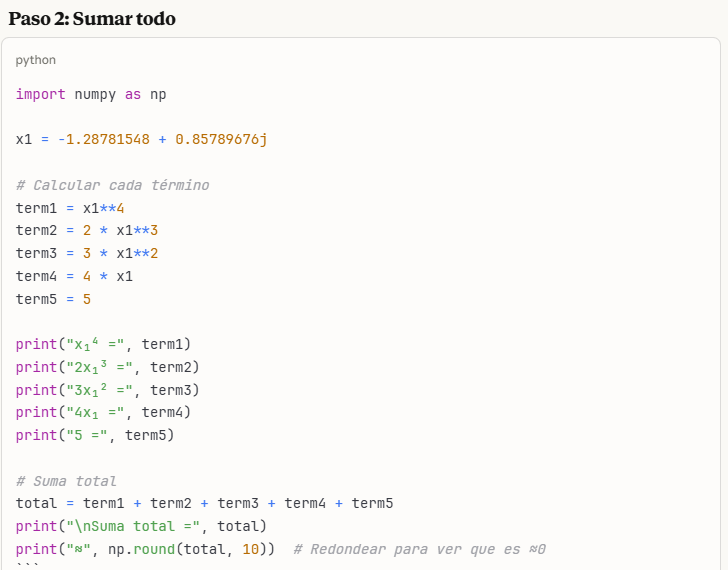 Paso 2: Sumar todo
python
import numpy as np
x1 = -1.28781548 + 0.85789676j
# Calcular cada término
term1 = x1**4
term2 = 2 * x1**3
term3 = 3 * x1**2
term4 = 4 * x1
term5 = 5
print("x₁⁴ =", term1)
print("2x₁³ =", term2)
print("3x₁² =", term3)
print("4x₁ =", term4)
print("5 =", term5)
# Suma total
total = term1 + term2 + term3 + term4 + term5
print("\nSuma total =", total)
print("≈", np.round(total, 10))  # Redondear para ver que es ≈0
```